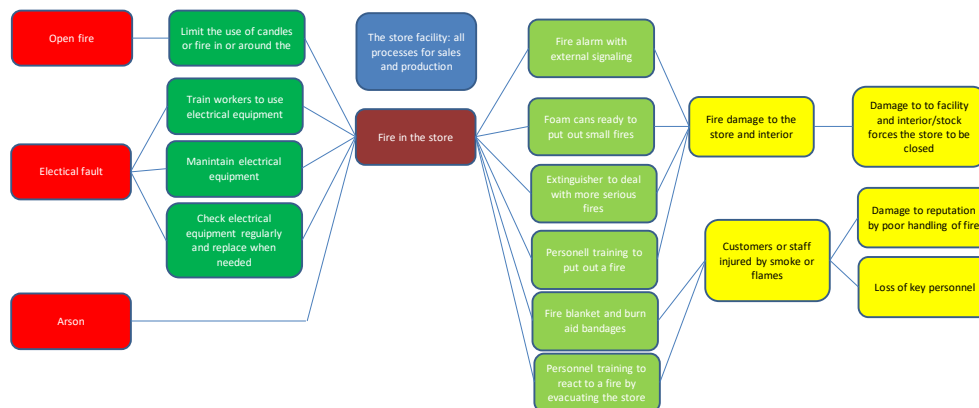 Open fire
Limit the use of candles
or fire in or around the
The store facility: all
processes for sales
and production
Fire alarm with
external signaling
Train workers to use
electrical equipment
Foam cans ready to
put out small fires
Fire damage to the
store and interior
Damage to to facility
and interior/stock
forces the store to be
closed
Fire in the store
Electical fault
Manintain electrical
equipment
Extinguisher to deal
with more serious
fires
Check electrical
equipment regularly
and replace when
needed
Personell training to
put out a fire
Customers or staff
injured by smoke or
flames
Damage to reputation
by poor handling of fire
Loss of key personnel
Arson
Fire blanket and burn
aid bandages
Personnel training to
react to a fire by
evacuating the store